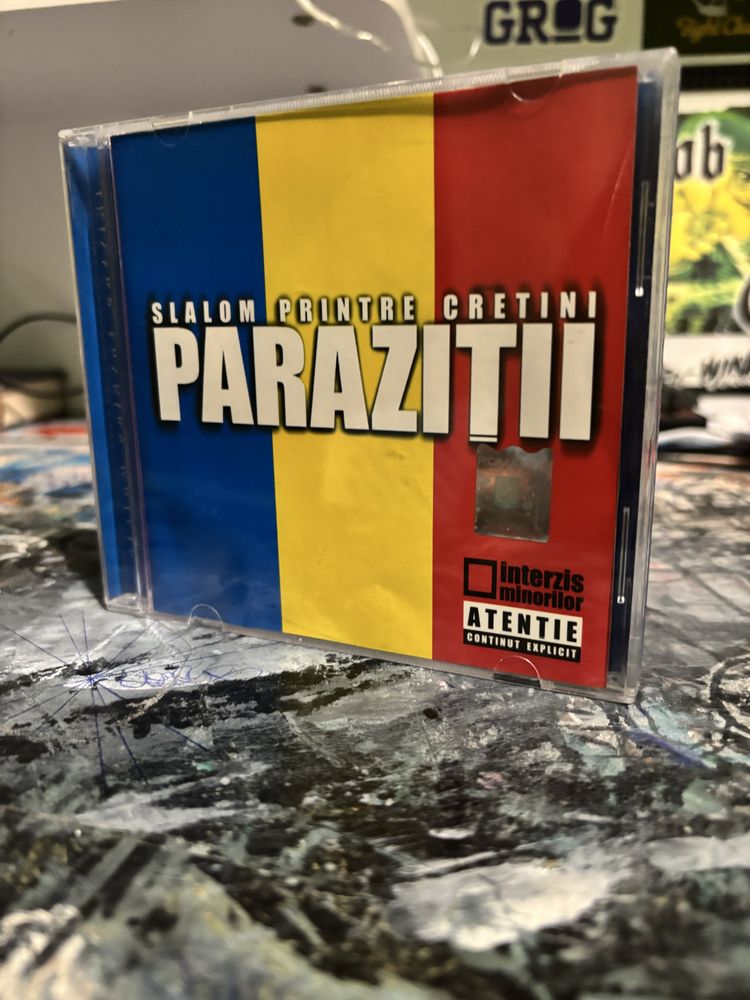 GROG
SLALOM PRINTRE CRETINI
PARAZIȚII
interzis
minorilor
ATENTIE
CONTINUT EXPLICIT